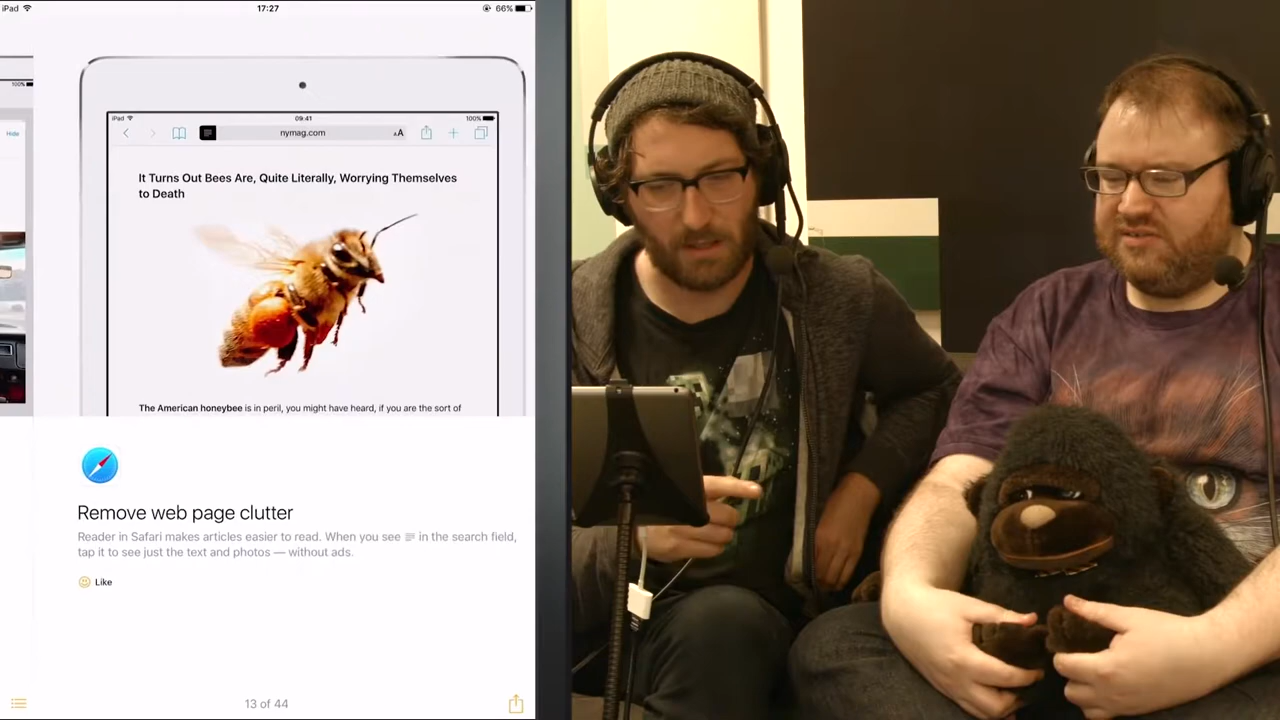 iPad 17:27 66%
100%
Hide
iPad 09:41 100%
nymag.com AA
It Turns Out Bees Are, Quite Literally, Worrying Themselves
to Death
The American honeybee is in peril, you might have heard, if you are the sort of
Remove web page clutter
Reader in Safari makes articles easier to read. When you see in the search field,
tap it to see just the text and photos — without ads.
Like
13 of 44